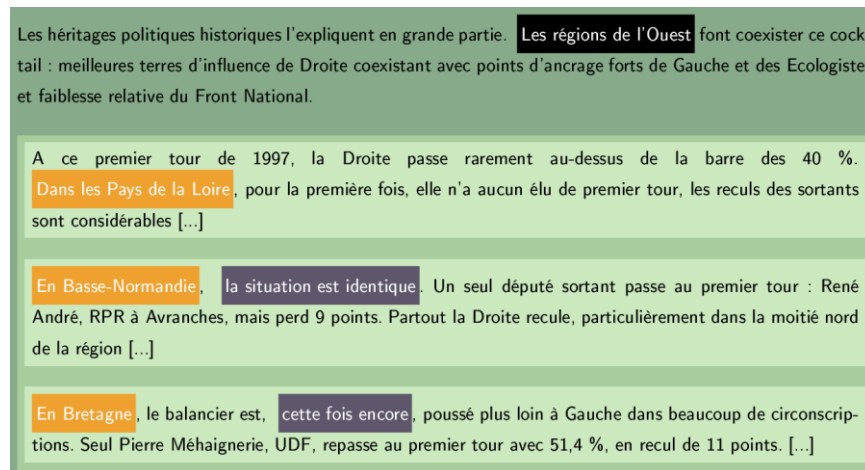 Les héritages politiques historiques l'expliquent en grande partie. Les régions de l'Ouest font coexister ce cock
tail : meilleures terres d'influence de Droite coexistant avec points d'ancrage forts de Gauche et des Ecologiste
et faiblesse relative du Front National.
A ce premier tour de 1997, la Droite passe rarement au-dessus de la barre des 40 %.
Dans les Pays de la Loire, pour la première fois, elle n'a aucun élu de premier tour, les reculs des sortants
sont considérables [...]
En Basse-Normandie, la situation est identique. Un seul député sortant passe au premier tour : René
André, RPR à Avranches, mais perd 9 points. Partout la Droite recule, particulièrement dans la moitié nord
de la région [...]
En Bretagne, le balancier est, cette fois encore, poussé plus loin à Gauche dans beaucoup de circonscrip-
tions. Seul Pierre Méhaignerie, UDF, repasse au premier tour avec 51,4 %, en recul de 11 points. [...]